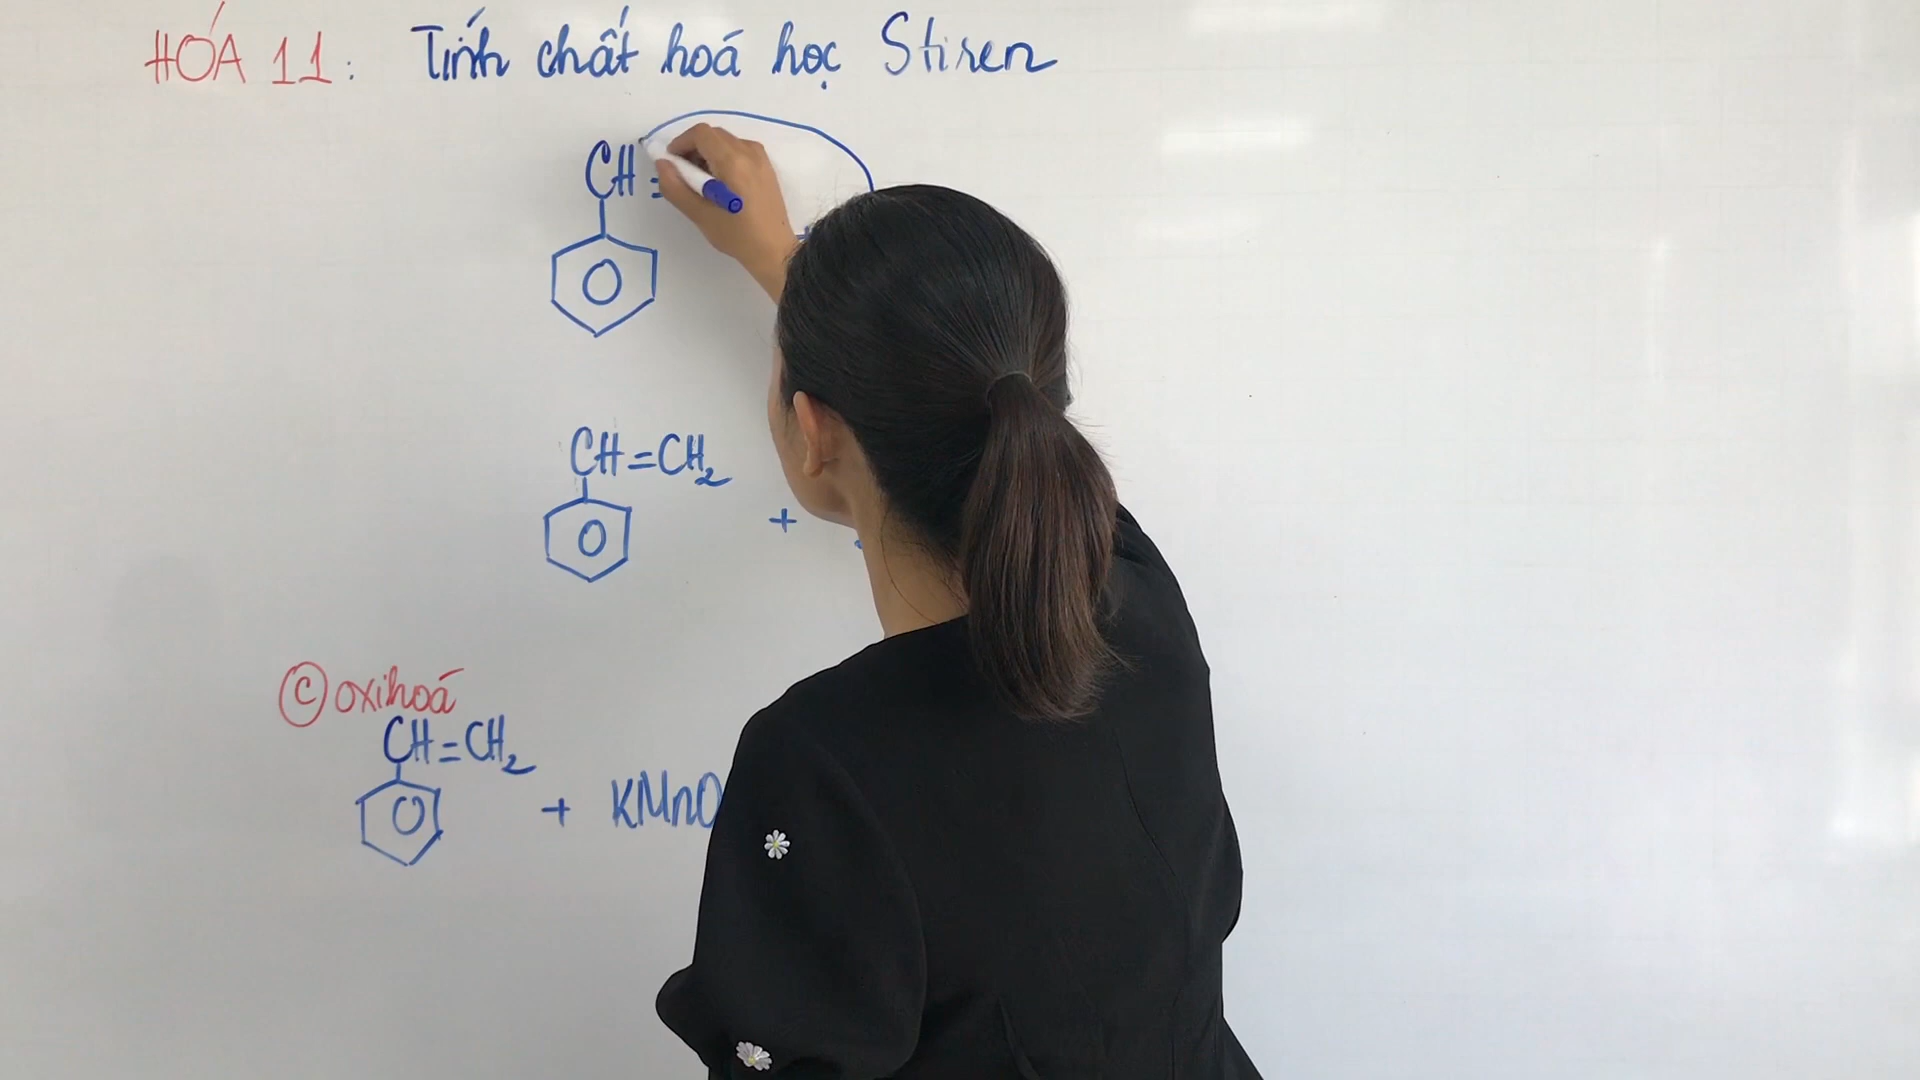 HÓA 11: Tính chất hoá học Stiren
CH =
CH=CH₂
+
C oxihoá
CH=CH₂
+ KMnO